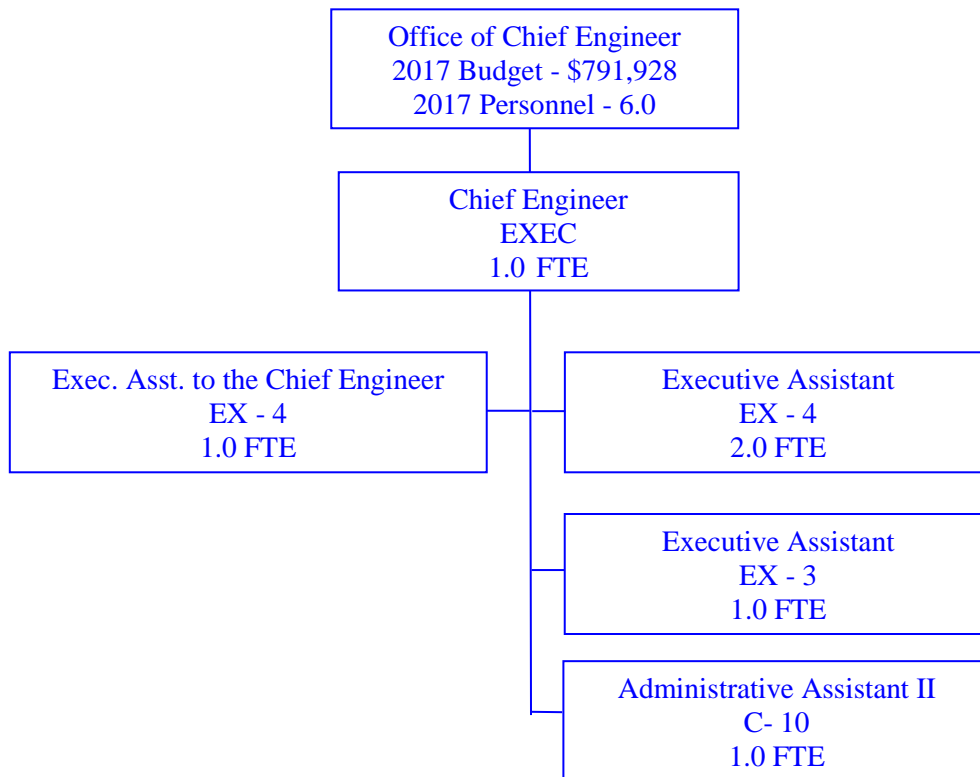 Office of Chief Engineer
2017 Budget - $791,928
2017 Personnel - 6.0
Chief Engineer
EXEC
1.0 FTE
Exec. Asst. to the Chief Engineer
EX - 4
1.0 FTE
Executive Assistant
EX - 4
2.0 FTE
Executive Assistant
EX - 3
1.0 FTE
Administrative Assistant II
C- 10
1.0 FTE